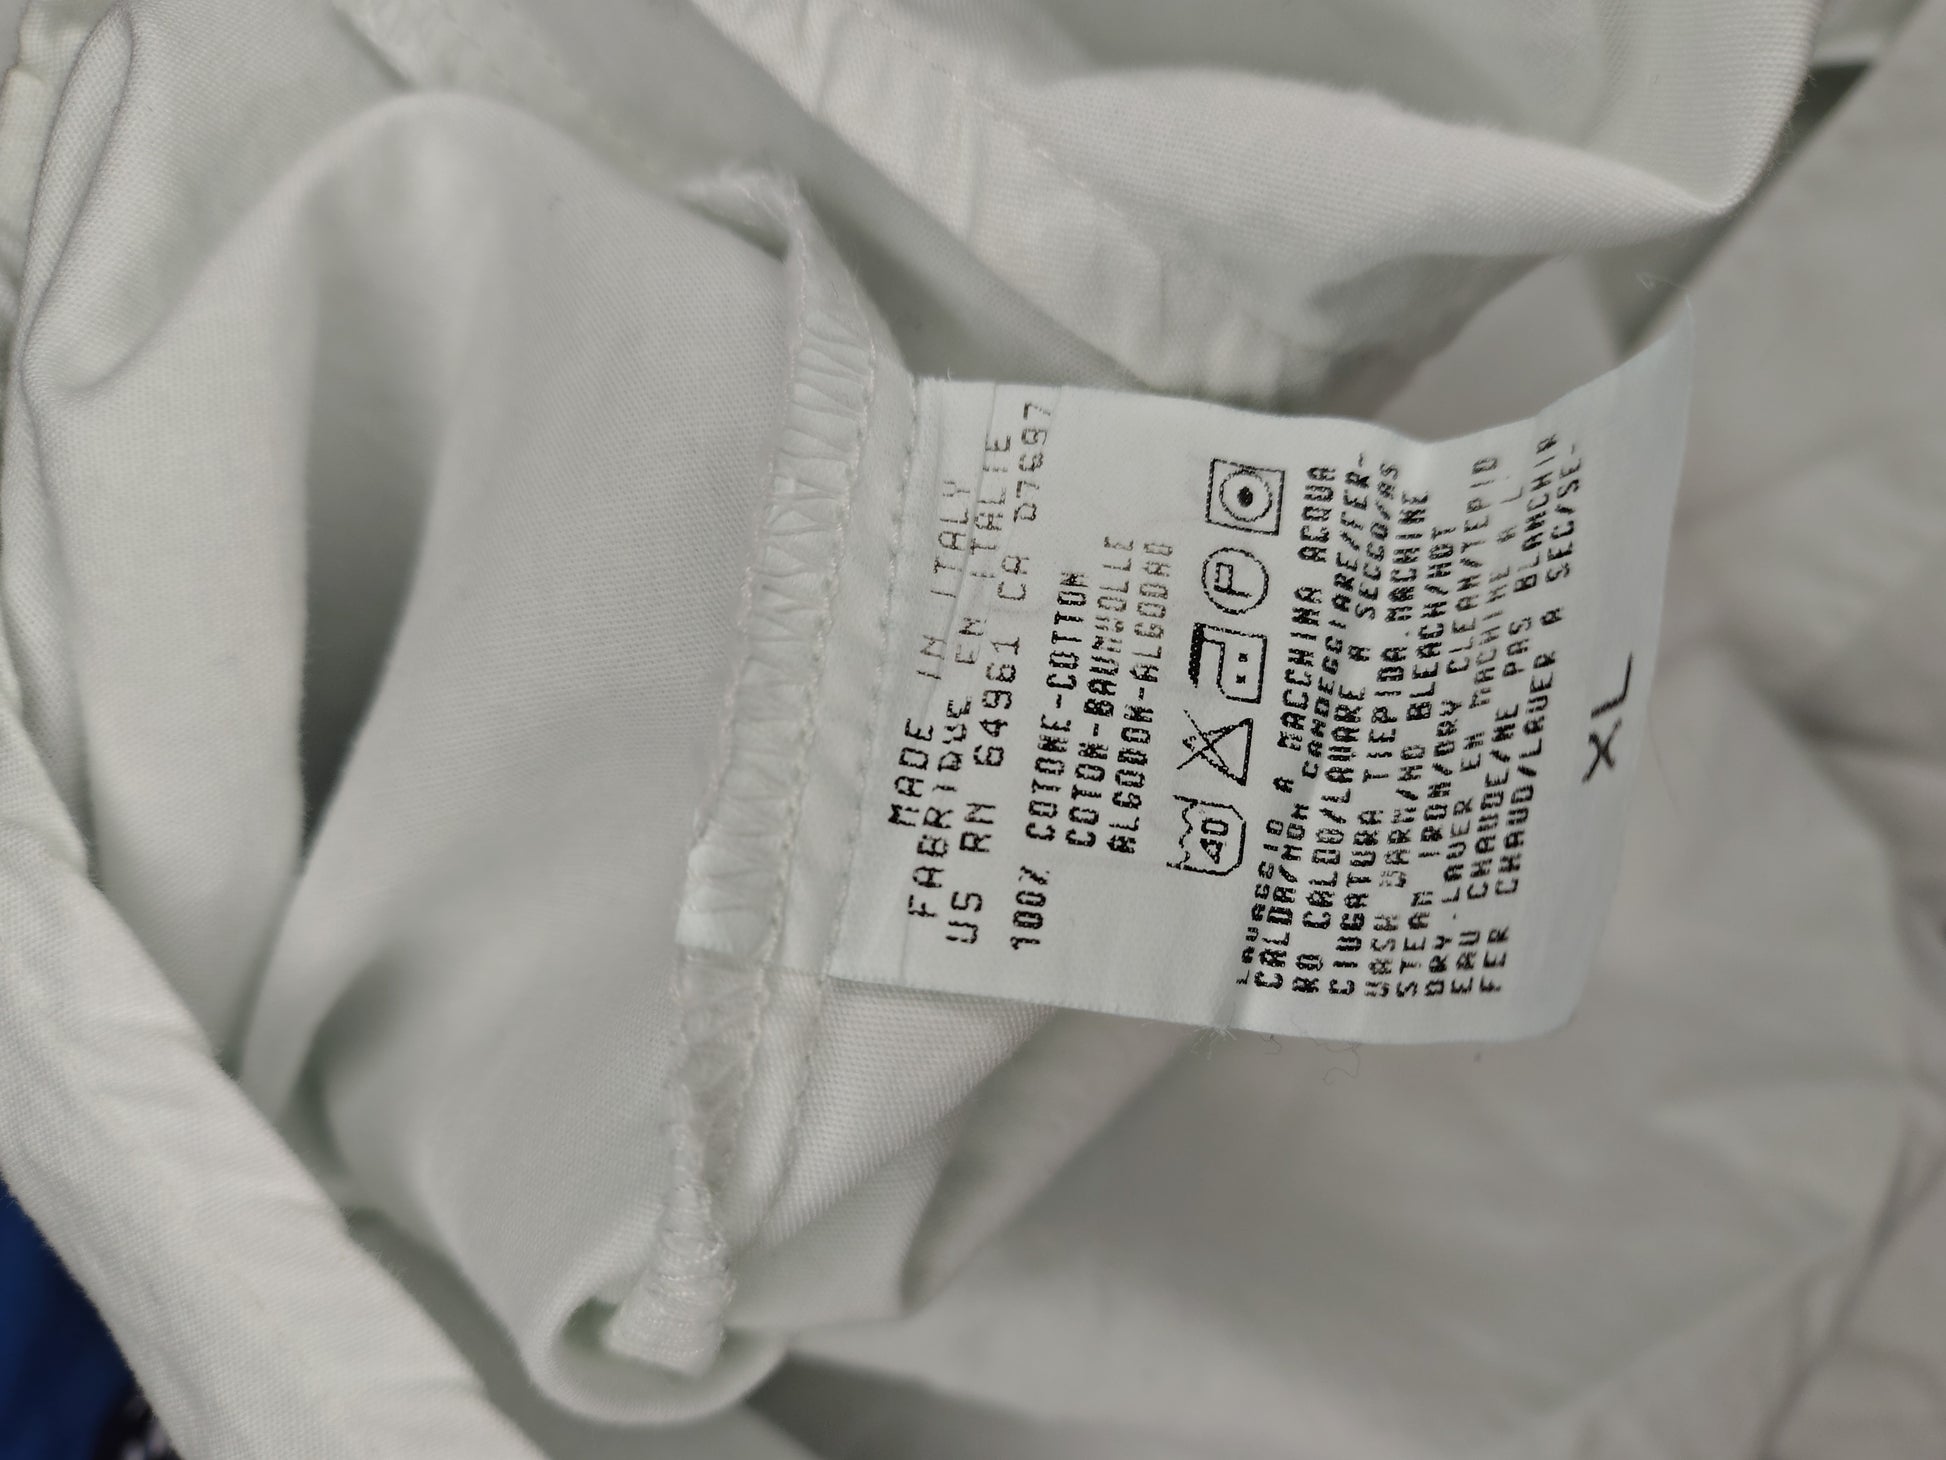 MADE IN ITALY
FABRIQUE EN ITALIE
US RN 64961 CA 07697
100% COTONE-COTTON
COTON-BAUMWOLLE
ALGODON-ALGODAO
40 P
LAVAGGIO A MACCHINA ACQUA
CALDA/NON CANDEGGIARE/FER-
RO CALDO/LAVARE A SECCO/AS
CIUGATURA TIEPIDA.MACHINE
WASH WARM/NO BLEACH/HOT
STEAM IRON/DRY CLEAN/TEPID
DRY.LAVER EN MACHINE A L'
EAU CHAUDE/NE PAS BLANCHIR
FER CHAUD/LAVER A SEC/SE-
XL